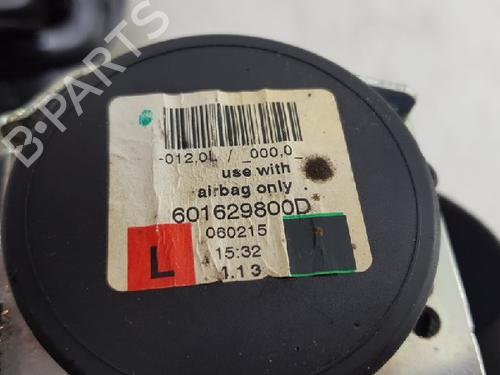 B-PARTS
-012,0L / _000,0_
use with
airbag only
601629800D
060215
L
15:32
1.13